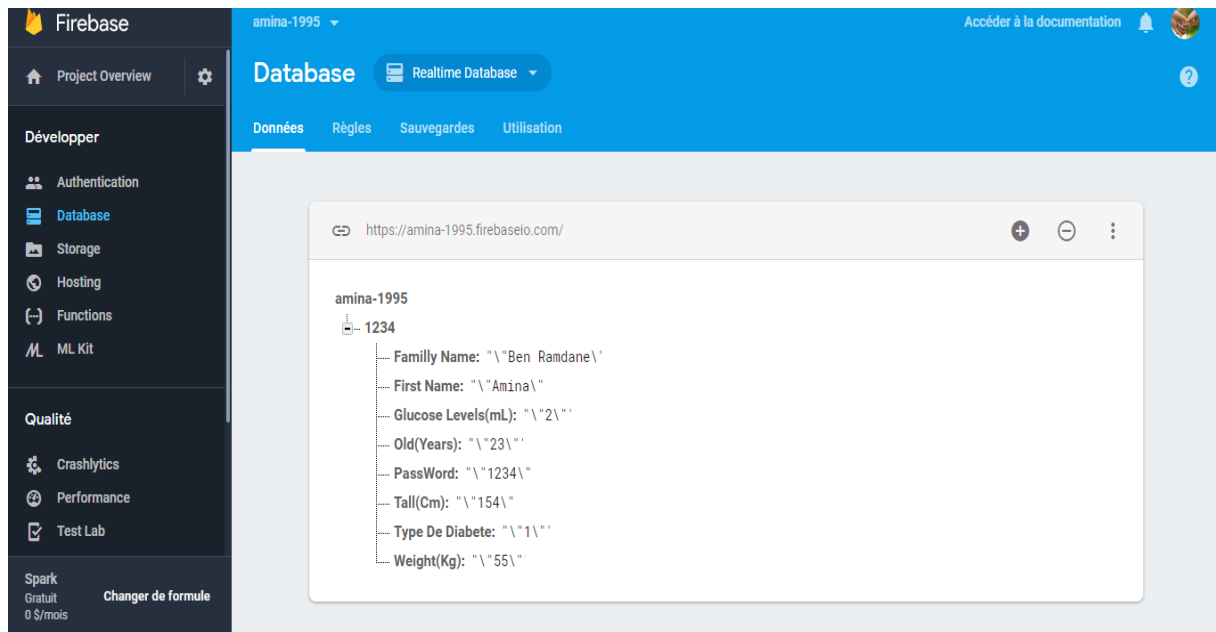 Firebase
amina-1995
Accéder à la documentation
Project Overview
Database
Realtime Database
?
Données Règles Sauvegardes Utilisation
Développer
Authentication
Database
Storage
Hosting
Functions
ML Kit
Qualité
Crashlytics
Performance
Test Lab
Spark
Gratuit
0 $/mois
Changer de formule
https://amina-1995.firebaseio.com/
amina-1995
1234
Familly Name: "\"Ben Ramdane\'
First Name: "\"Amina\"
Glucose Levels(mL): "\"2\"'
Old(Years): "\"23\"'
PassWord: "\"1234\"
Tall(Cm): "\"154\"
Type De Diabete: "\"1\"'
Weight(Kg): "\"55\"